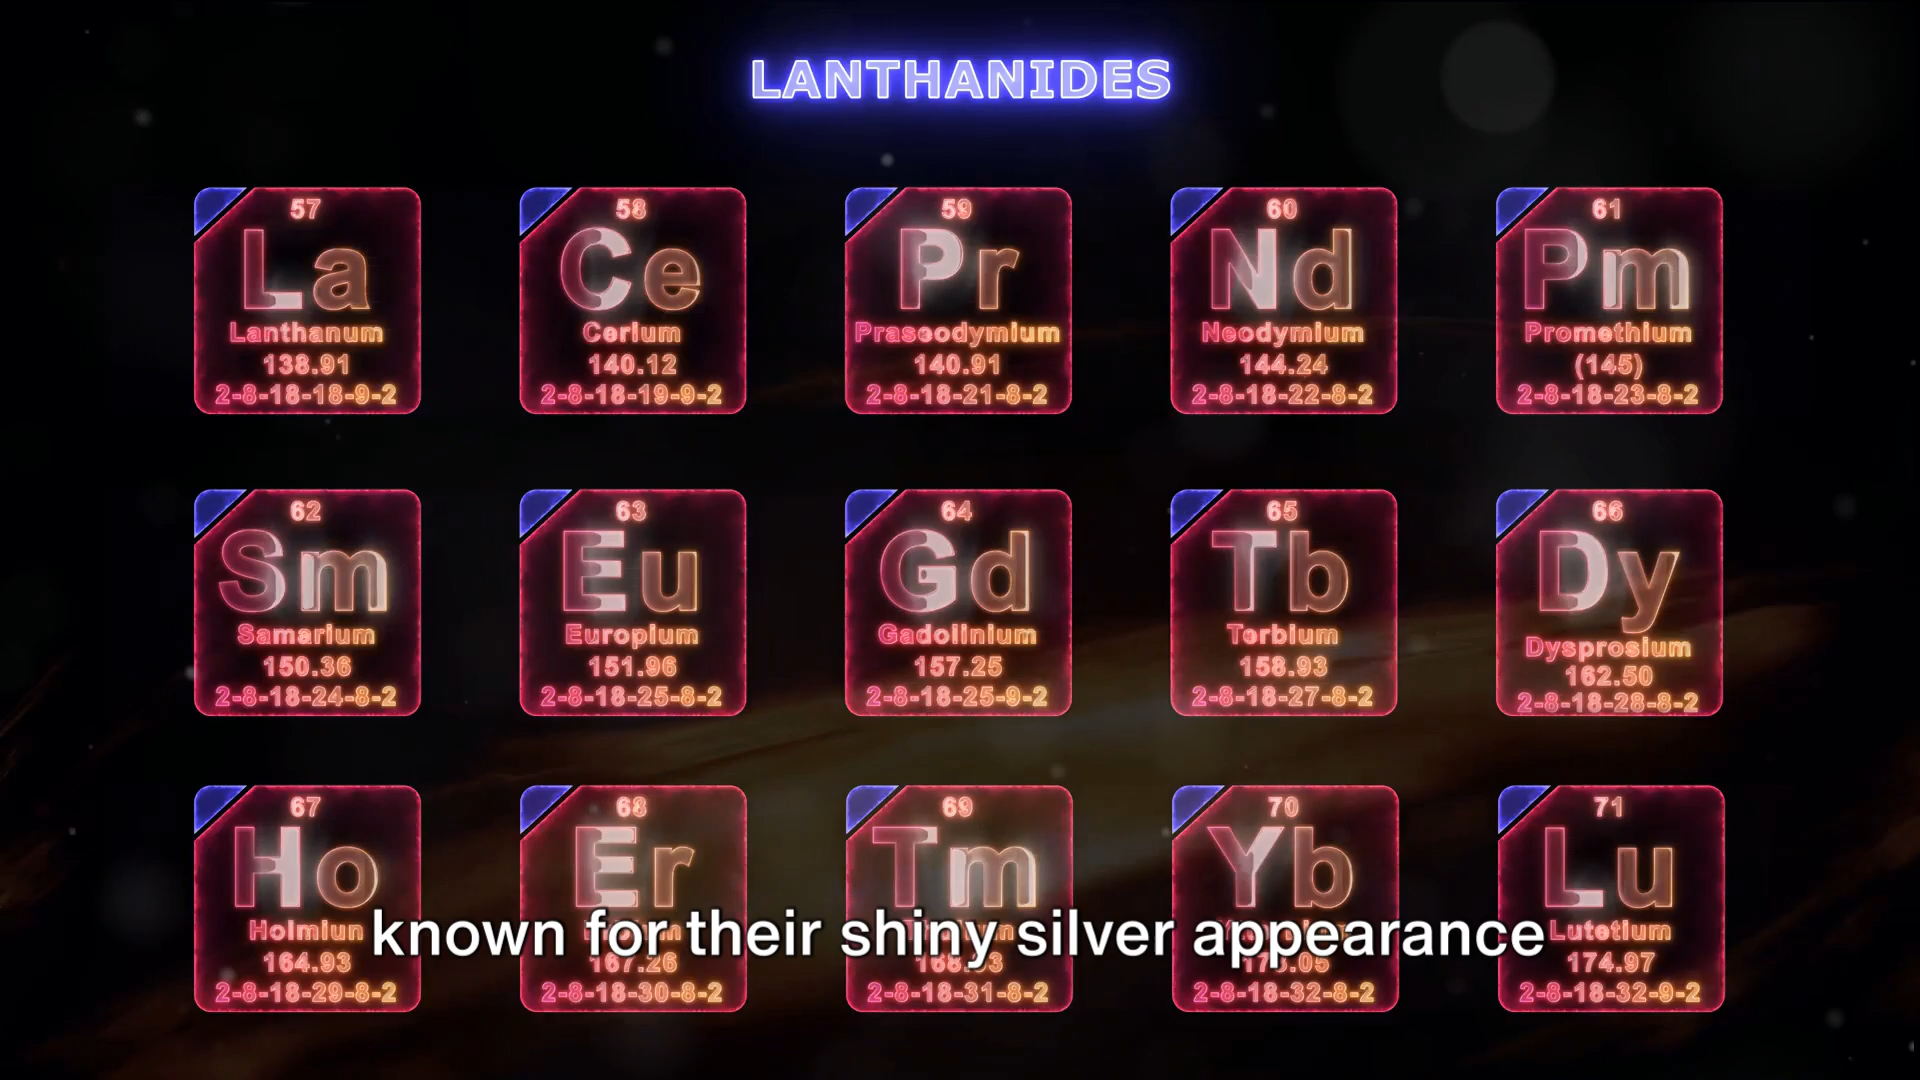 LANTHANIDES
57
La
Lanthanum
138.91
2-8-18-18-9-2
58
Ce
Cerium
140.12
2-8-18-19-9-2
59
Pr
Praseodymium
140.91
2-8-18-21-8-2
60
Nd
Neodymium
144.24
2-8-18-22-8-2
61
Pm
Promethium
(145)
2-8-18-23-8-2
62
Sm
Samarium
150.36
2-8-18-24-8-2
63
Eu
Europium
151.96
2-8-18-25-8-2
64
Gd
Gadolinium
157.25
2-8-18-25-9-2
65
Tb
Terbium
158.93
2-8-18-27-8-2
66
Dy
Dysprosium
162.50
2-8-18-28-8-2
67
Ho
Holmiun
164.93
2-8-18-29-8-2
68
Er
167.26
2-8-18-30-8-2
69
Tm
168.93
2-8-18-31-8-2
70
Yb
173.05
2-8-18-32-8-2
71
Lu
Lutetium
174.97
2-8-18-32-9-2
known for their shiny silver appearance